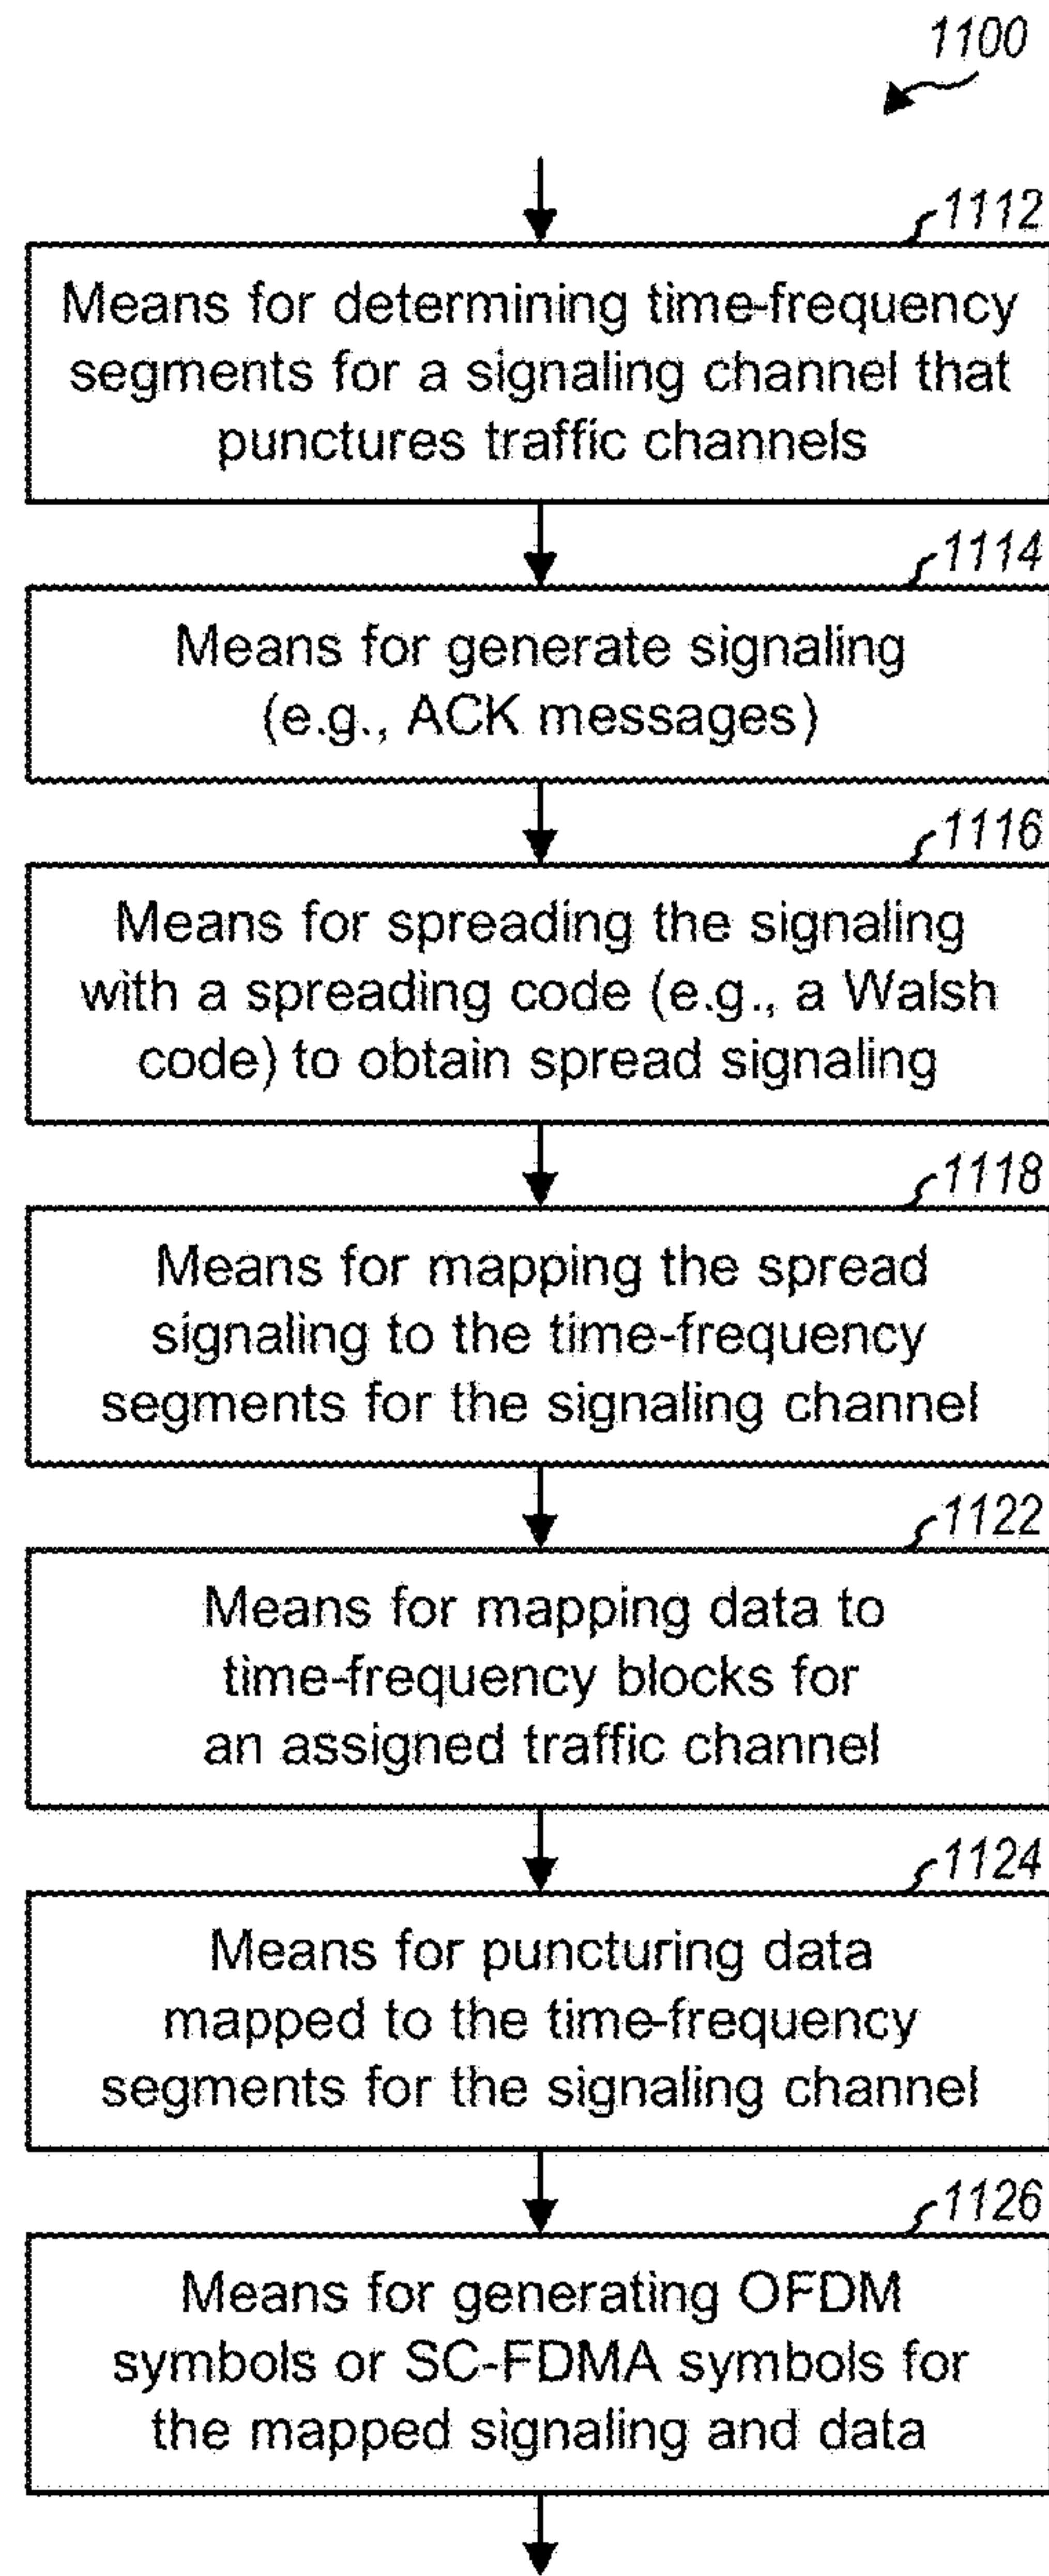 1100
1112
Means for determining time-frequency
segments for a signaling channel that
punctures traffic channels
1114
Means for generate signaling
(e.g., ACK messages)
1116
Means for spreading the signaling
with a spreading code (e.g., a Walsh
code) to obtain spread signaling
1118
Means for mapping the spread
signaling to the time-frequency
segments for the signaling channel
1122
Means for mapping data to
time-frequency blocks for
an assigned traffic channel
1124
Means for puncturing data
mapped to the time-frequency
segments for the signaling channel
1126
Means for generating OFDM
symbols or SC-FDMA symbols for
the mapped signaling and data